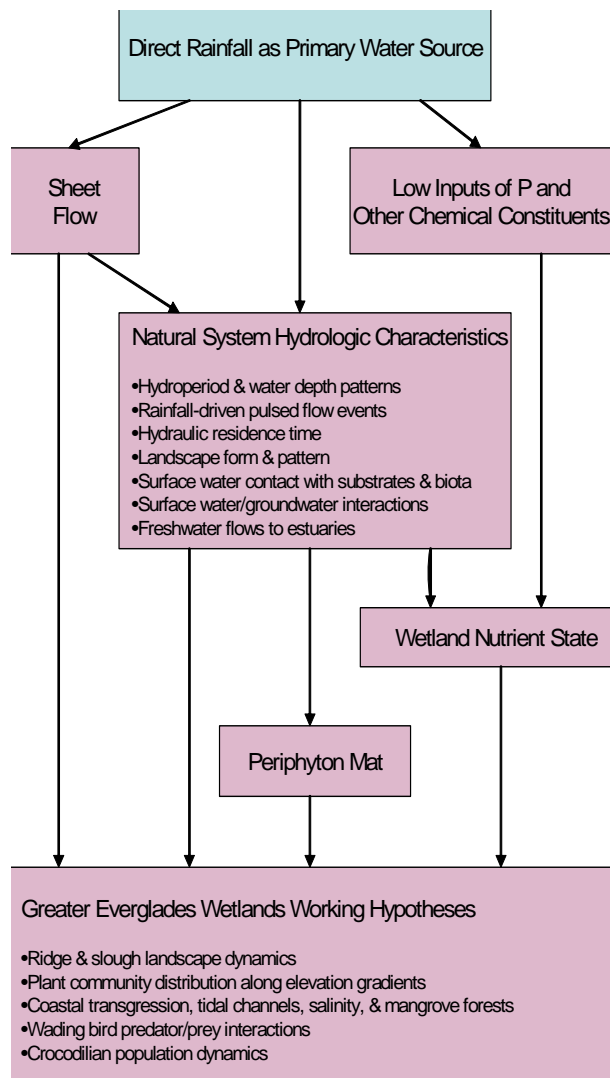 Direct Rainfall as Primary Water Source
Sheet
Flow
Low Inputs of P and
Other Chemical Constituents
Natural System Hydrologic Characteristics
•Hydroperiod & water depth patterns
•Rainfall-driven pulsed flow events
•Hydraulic residence time
•Landscape form & pattern
•Surface water contact with substrates & biota
•Surface water/groundwater interactions
•Freshwater flows to estuaries
Wetland Nutrient State
Periphyton Mat
Greater Everglades Wetlands Working Hypotheses
•Ridge & slough landscape dynamics
•Plant community distribution along elevation gradients
•Coastal transgression, tidal channels, salinity, & mangrove forests
•Wading bird predator/prey interactions
•Crocodilian population dynamics